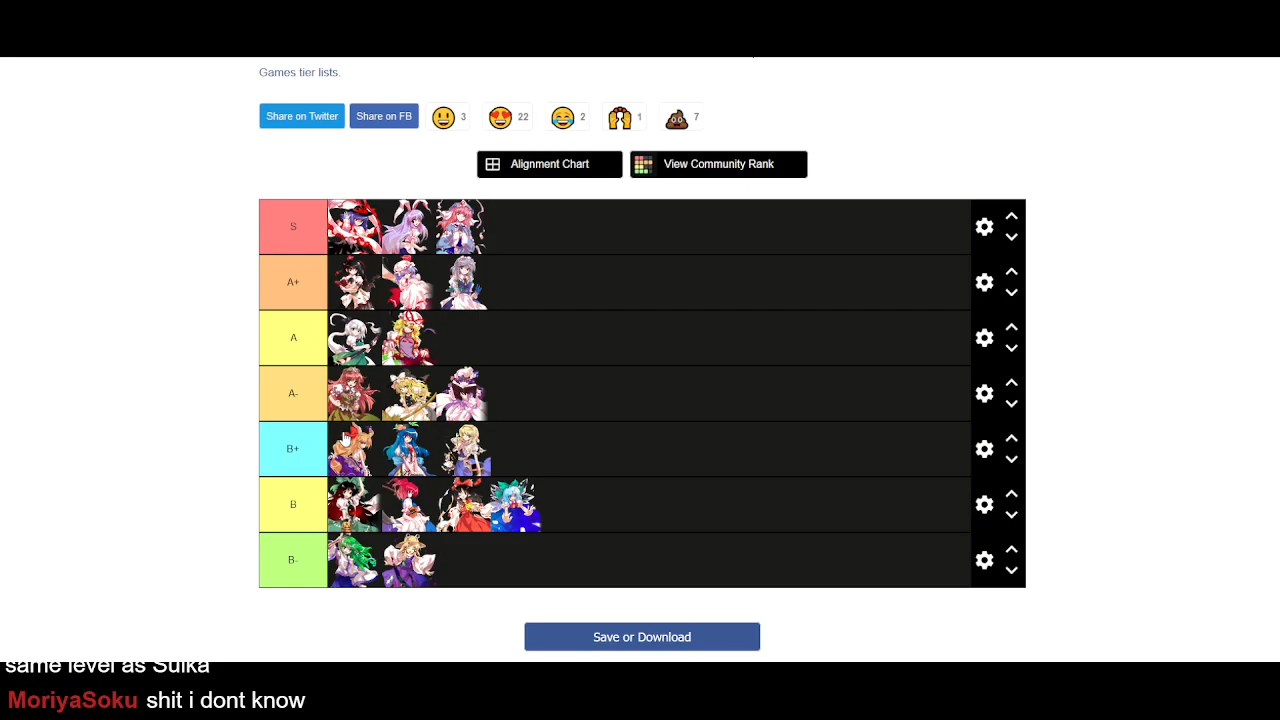 Games tier lists.
Share on Twitter Share on FB 3 22 2 1 7
Alignment Chart View Community Rank
S
A+
A
A-
B+
B
B-
Save or Download
same level as Suika
MoriyaSoku shit i dont know